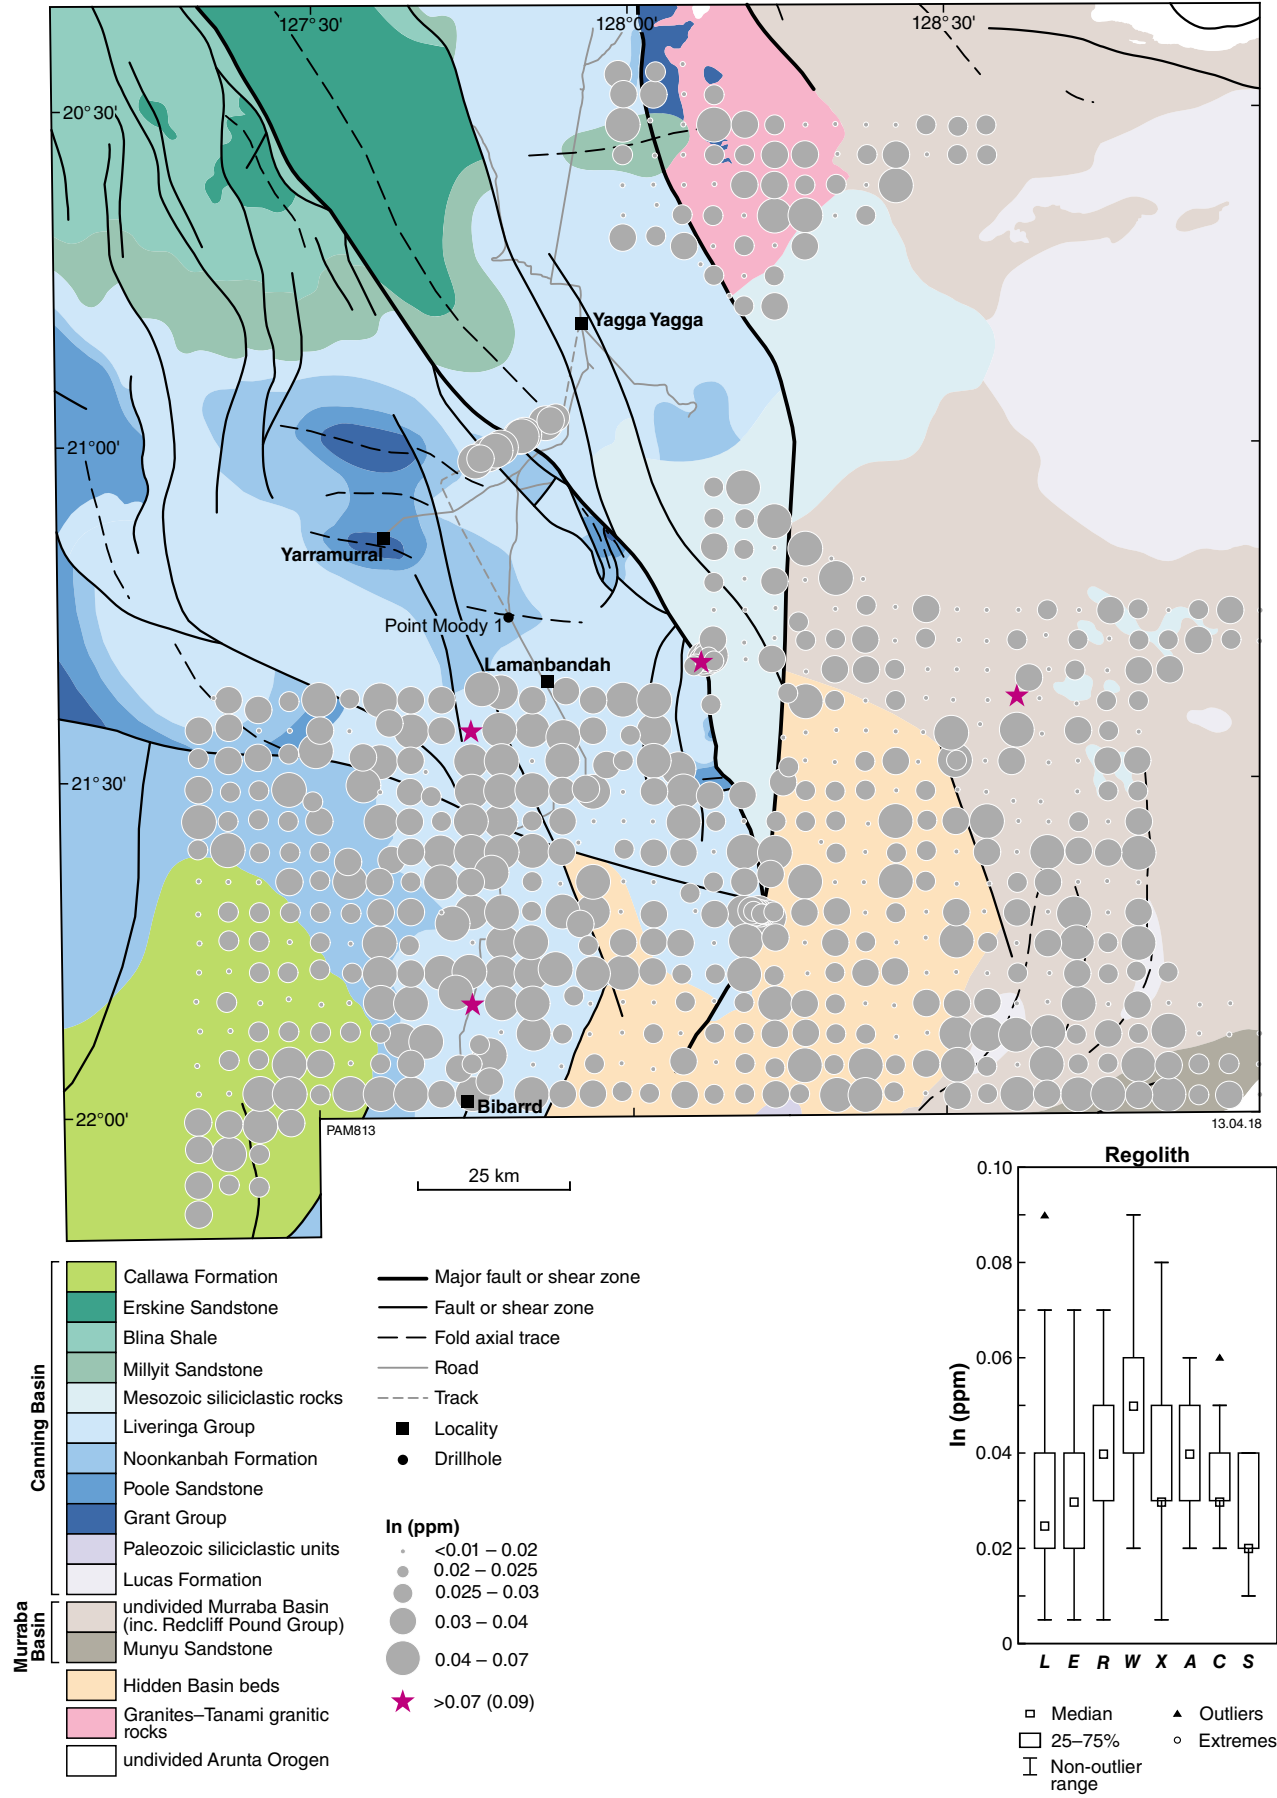 127°30'
128°00'
128°30'
20°30'
Yagga Yagga
21°00'
Yarramurral
Point Moody 1
Lamanbandah
21°30'
Bibarrd
22°00'
PAM813
13.04.18
25 km
Regolith
0.10
0.08
0.06
0.04
0.02
0
In (ppm)
L E R W X A C S
Median
Outliers
25–75%
Extremes
Non-outlier
range
Canning Basin
Callawa Formation
Erskine Sandstone
Blina Shale
Millyit Sandstone
Mesozoic siliciclastic rocks
Liveringa Group
Noonkanbah Formation
Poole Sandstone
Grant Group
Paleozoic siliciclastic units
Lucas Formation
Murraba
Basin
undivided Murraba Basin
(inc. Redcliff Pound Group)
Munyu Sandstone
Hidden Basin beds
Granites–Tanami granitic
rocks
undivided Arunta Orogen
Major fault or shear zone
Fault or shear zone
Fold axial trace
Road
Track
Locality
Drillhole
In (ppm)
<0.01 – 0.02
0.02 – 0.025
0.025 – 0.03
0.03 – 0.04
0.04 – 0.07
>0.07 (0.09)